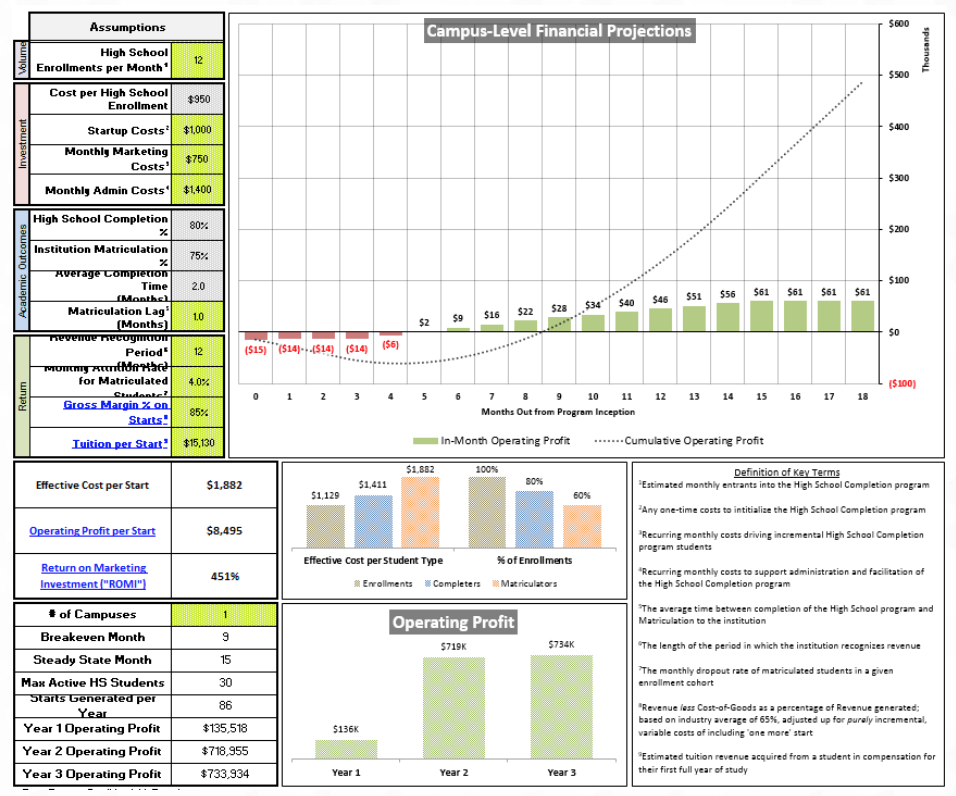 Assumptions
Volume
High School
Enrollments per Month¹
12
Investment
Cost per High School
Enrollment
$950
Startup Costs²
$1,000
Monthly Marketing
Costs³
$750
Monthly Admin Costs⁴
$1,400
Academic Outcomes
High School Completion
%
80%
Institution Matriculation
%
75%
Average Completion
Time
(Months)
2.0
Matriculation Lag⁵
(Months)
1.0
Return
Revenue Recognition
Period⁶
(Months)
12
Monthly Attrition Rate
for Matriculated
Students⁷
4.0%
Gross Margin % on
Starts⁸
85%
Tuition per Start⁹
$15,130
Campus-Level Financial Projections
$600
$500
$400
$300
$200
$100
$0
($100)
Thousands
($15) ($14) ($14) ($14) ($6) $2 $9 $16 $22 $28 $34 $40 $46 $51 $56 $61 $61 $61 $61
0 1 2 3 4 5 6 7 8 9 10 11 12 13 14 15 16 17 18
Months Out from Program Inception
In-Month Operating Profit Cumulative Operating Profit
Effective Cost per Start
$1,882
Operating Profit per Start
$8,495
Return on Marketing
Investment ("ROMI")
451%
$1,129 $1,411 $1,882 100% 80% 60%
Effective Cost per Student Type % of Enrollments
Enrollments Completers Matriculators
Definition of Key Terms
¹Estimated monthly entrants into the High School Completion program
²Any one-time costs to intitialize the High School Completion program
³Recurring monthly costs driving incremental High School Completion
program students
⁴Recurring monthly costs to support administration and facilitation of
the High School Completion program
⁵The average time between completion of the High School program and
Matriculation to the institution
⁶The length of the period in which the institution recognizes revenue
⁷The monthly dropout rate of matriculated students in a given
enrollment cohort
⁸Revenue less Cost-of-Goods as a percentage of Revenue generated;
based on industry average of 65%, adjusted up for purely incremental,
variable costs of including 'one more' start
⁹Estimated tuition revenue acquired from a student in compensation for
their first full year of study
# of Campuses
1
Breakeven Month
9
Steady State Month
15
Max Active HS Students
30
Starts Generated per
Year
86
Year 1 Operating Profit
$135,518
Year 2 Operating Profit
$718,955
Year 3 Operating Profit
$733,934
Operating Profit
$136K $719K $734K
Year 1 Year 2 Year 3